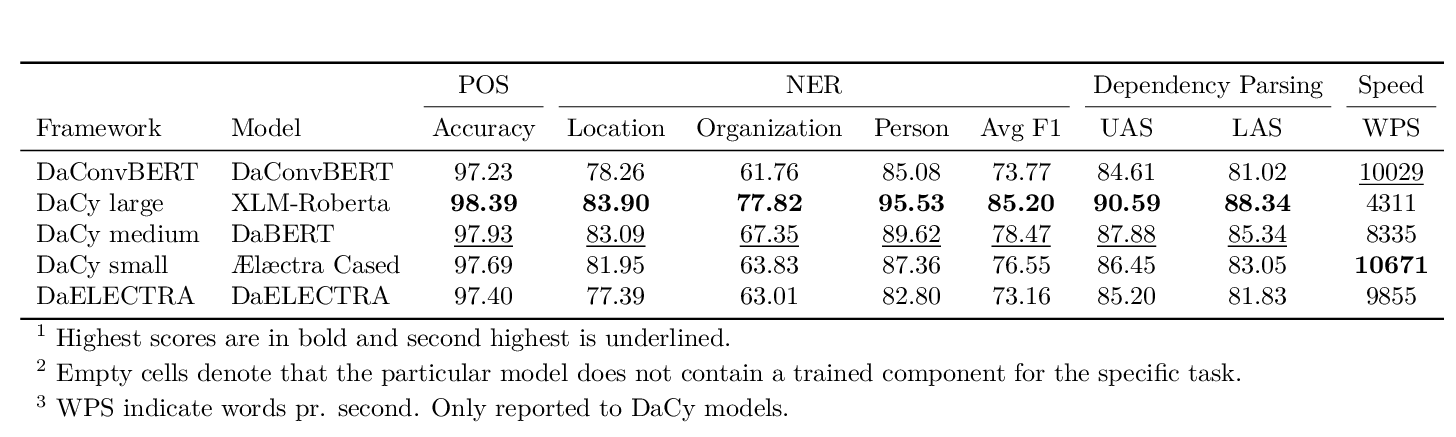 POS NER Dependency Parsing Speed
Framework Model Accuracy Location Organization Person Avg F1 UAS LAS WPS
DaConvBERT DaConvBERT 97.23 78.26 61.76 85.08 73.77 84.61 81.02 10029
DaCy large XLM-Roberta 98.39 83.90 77.82 95.53 85.20 90.59 88.34 4311
DaCy medium DaBERT 97.93 83.09 67.35 89.62 78.47 87.88 85.34 8335
DaCy small Ælæctra Cased 97.69 81.95 63.83 87.36 76.55 86.45 83.05 10671
DaELECTRA DaELECTRA 97.40 77.39 63.01 82.80 73.16 85.20 81.83 9855
1 Highest scores are in bold and second highest is underlined.
2 Empty cells denote that the particular model does not contain a trained component for the specific task.
3 WPS indicate words pr. second. Only reported to DaCy models.